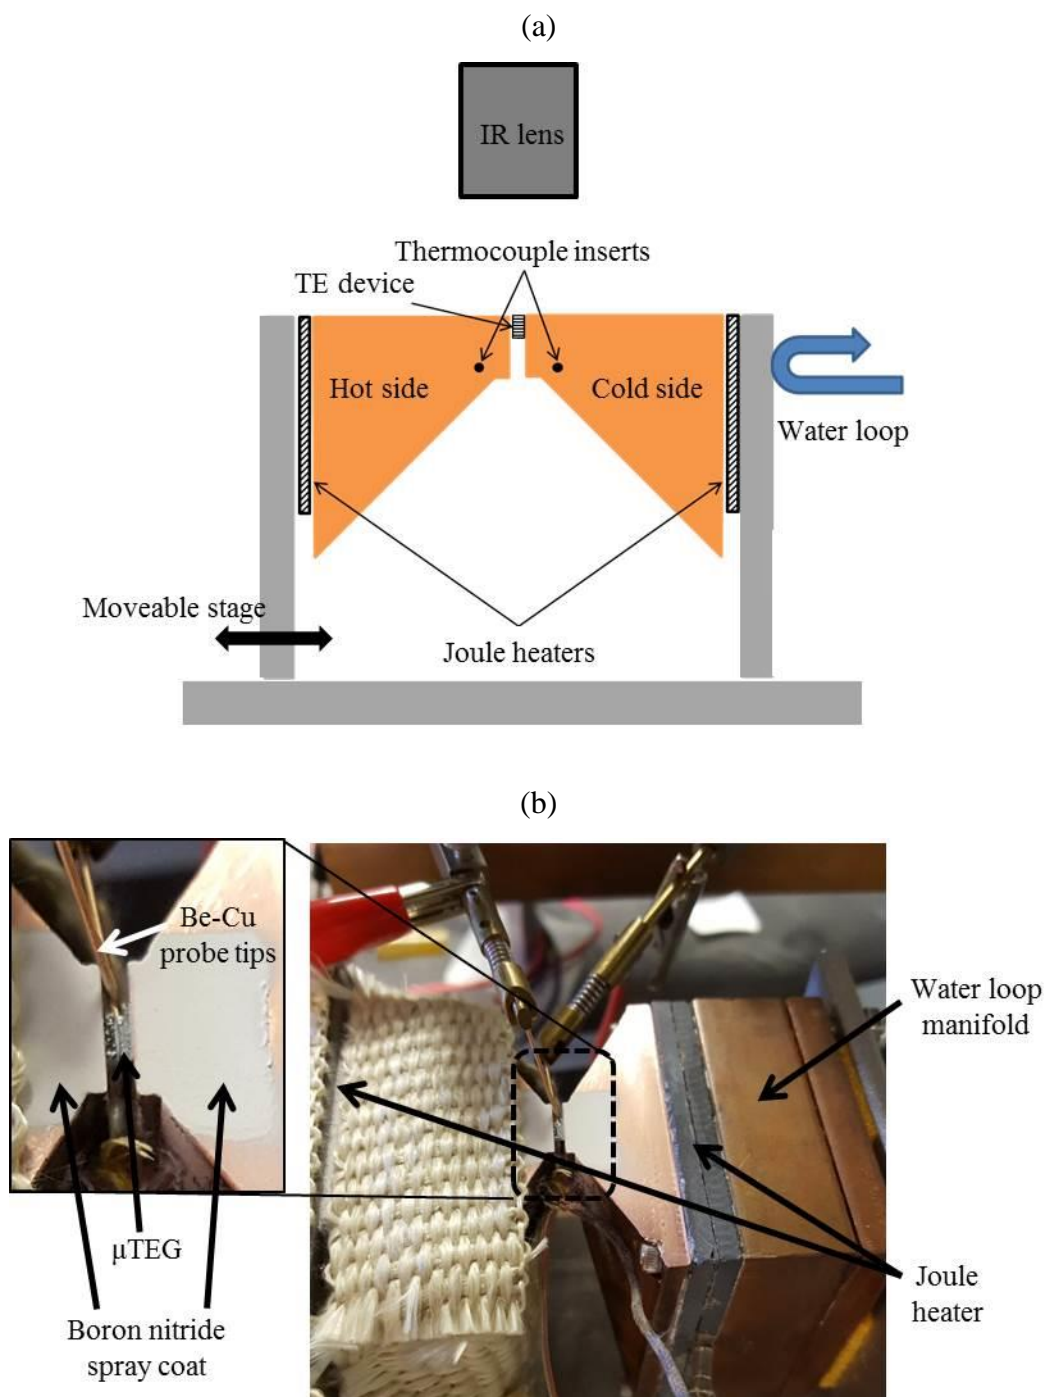 (a)
IR lens
Thermocouple inserts
TE device
Hot side
Cold side
Water loop
Moveable stage
Joule heaters
(b)
Be-Cu
probe tips
Water loop
manifold
μTEG
Joule
heater
Boron nitride
spray coat